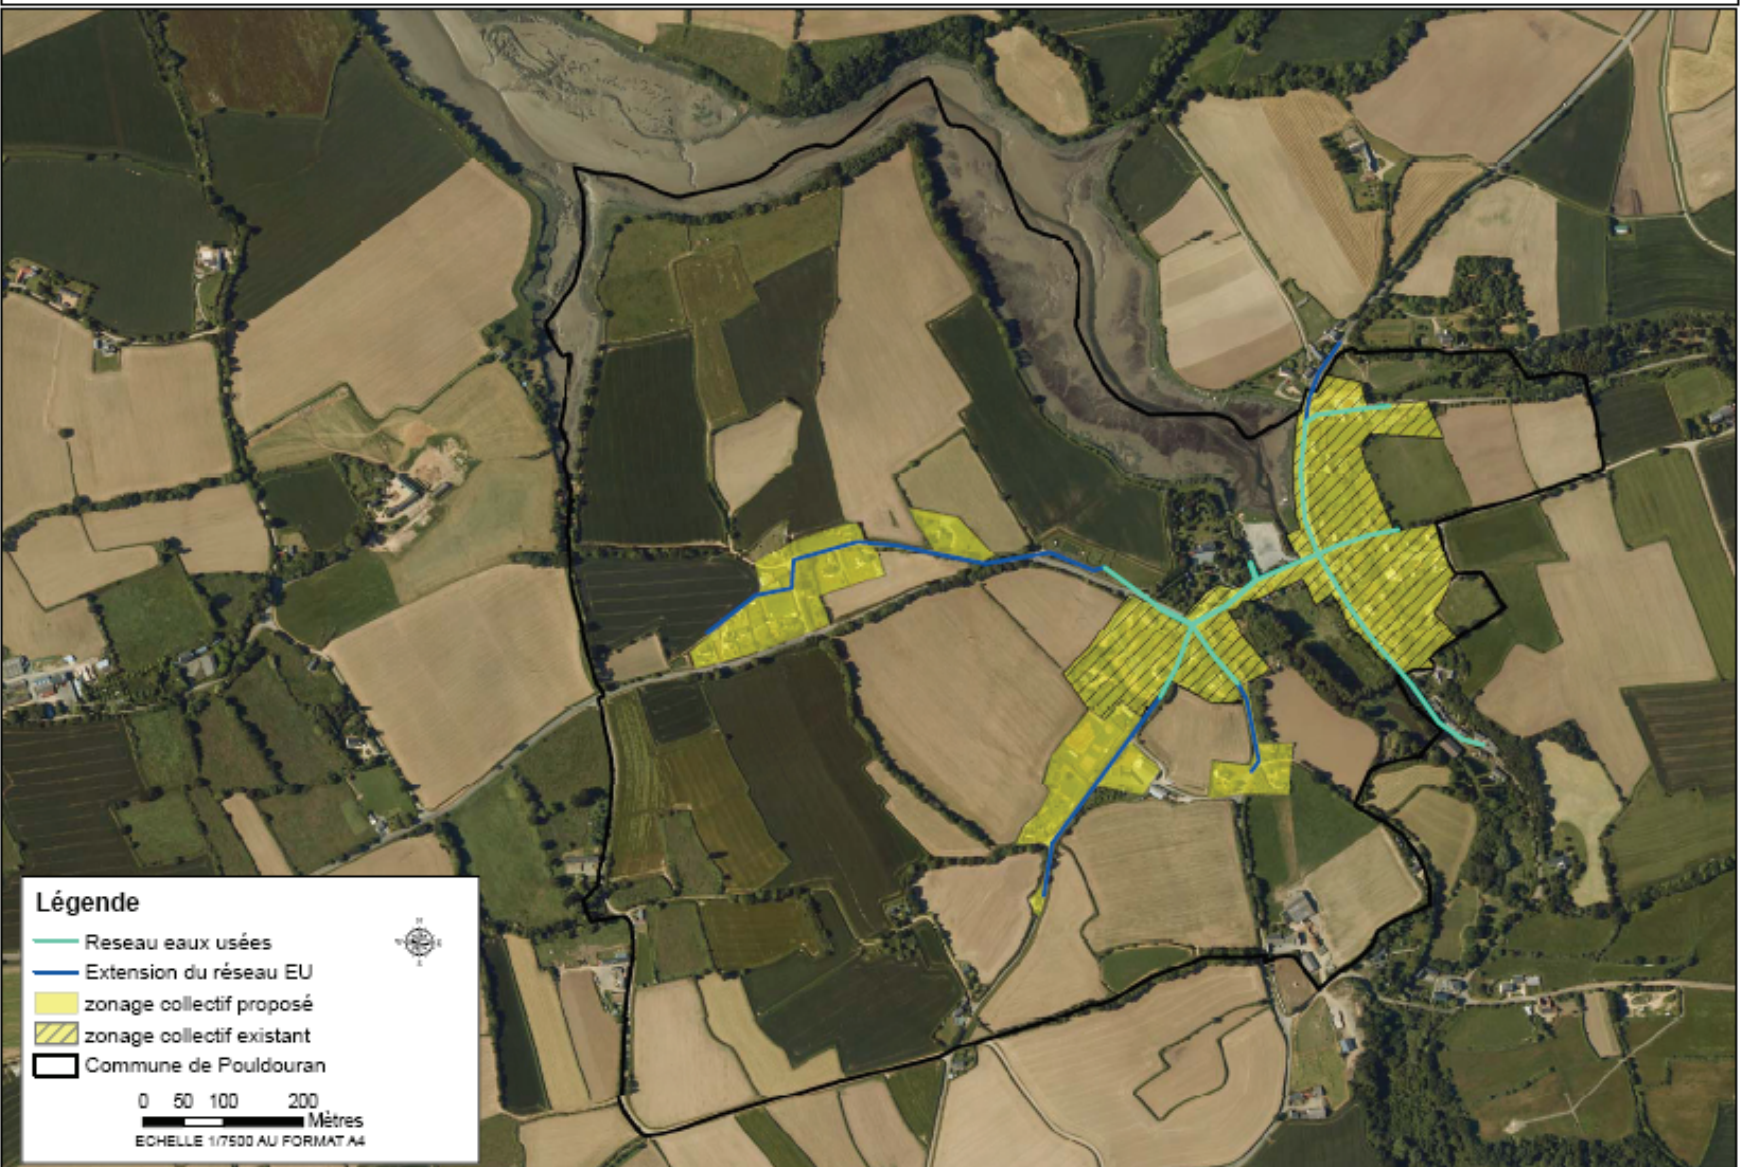 Légende
Reseau eaux usées
Extension du réseau EU
zonage collectif proposé
zonage collectif existant
Commune de Pouldouran
0 50 100 200
Mètres
ECHELLE 1/7500 AU FORMAT A4